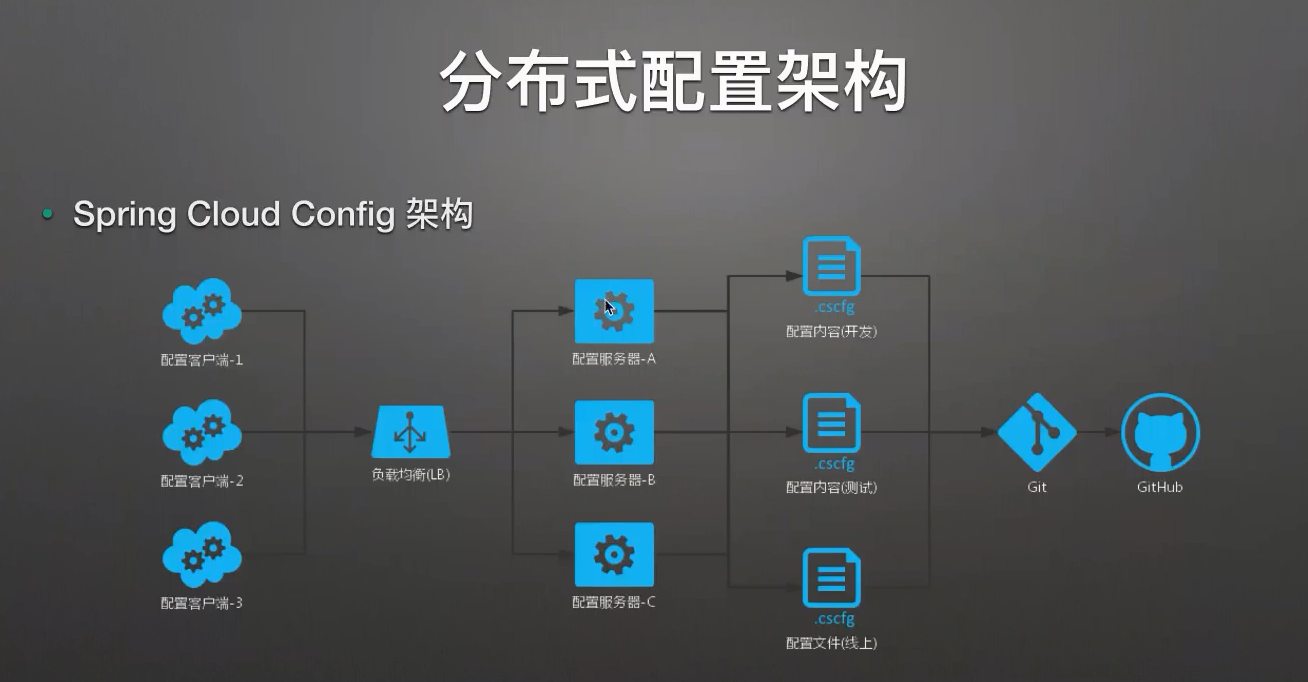 分布式配置架构
Spring Cloud Config 架构
配置客户端-1
配置客户端-2
配置客户端-3
负载均衡(LB)
配置服务器-A
配置服务器-B
配置服务器-C
.cscfg
配置内容(开发)
.cscfg
配置内容(测试)
.cscfg
配置文件(线上)
Git
GitHub